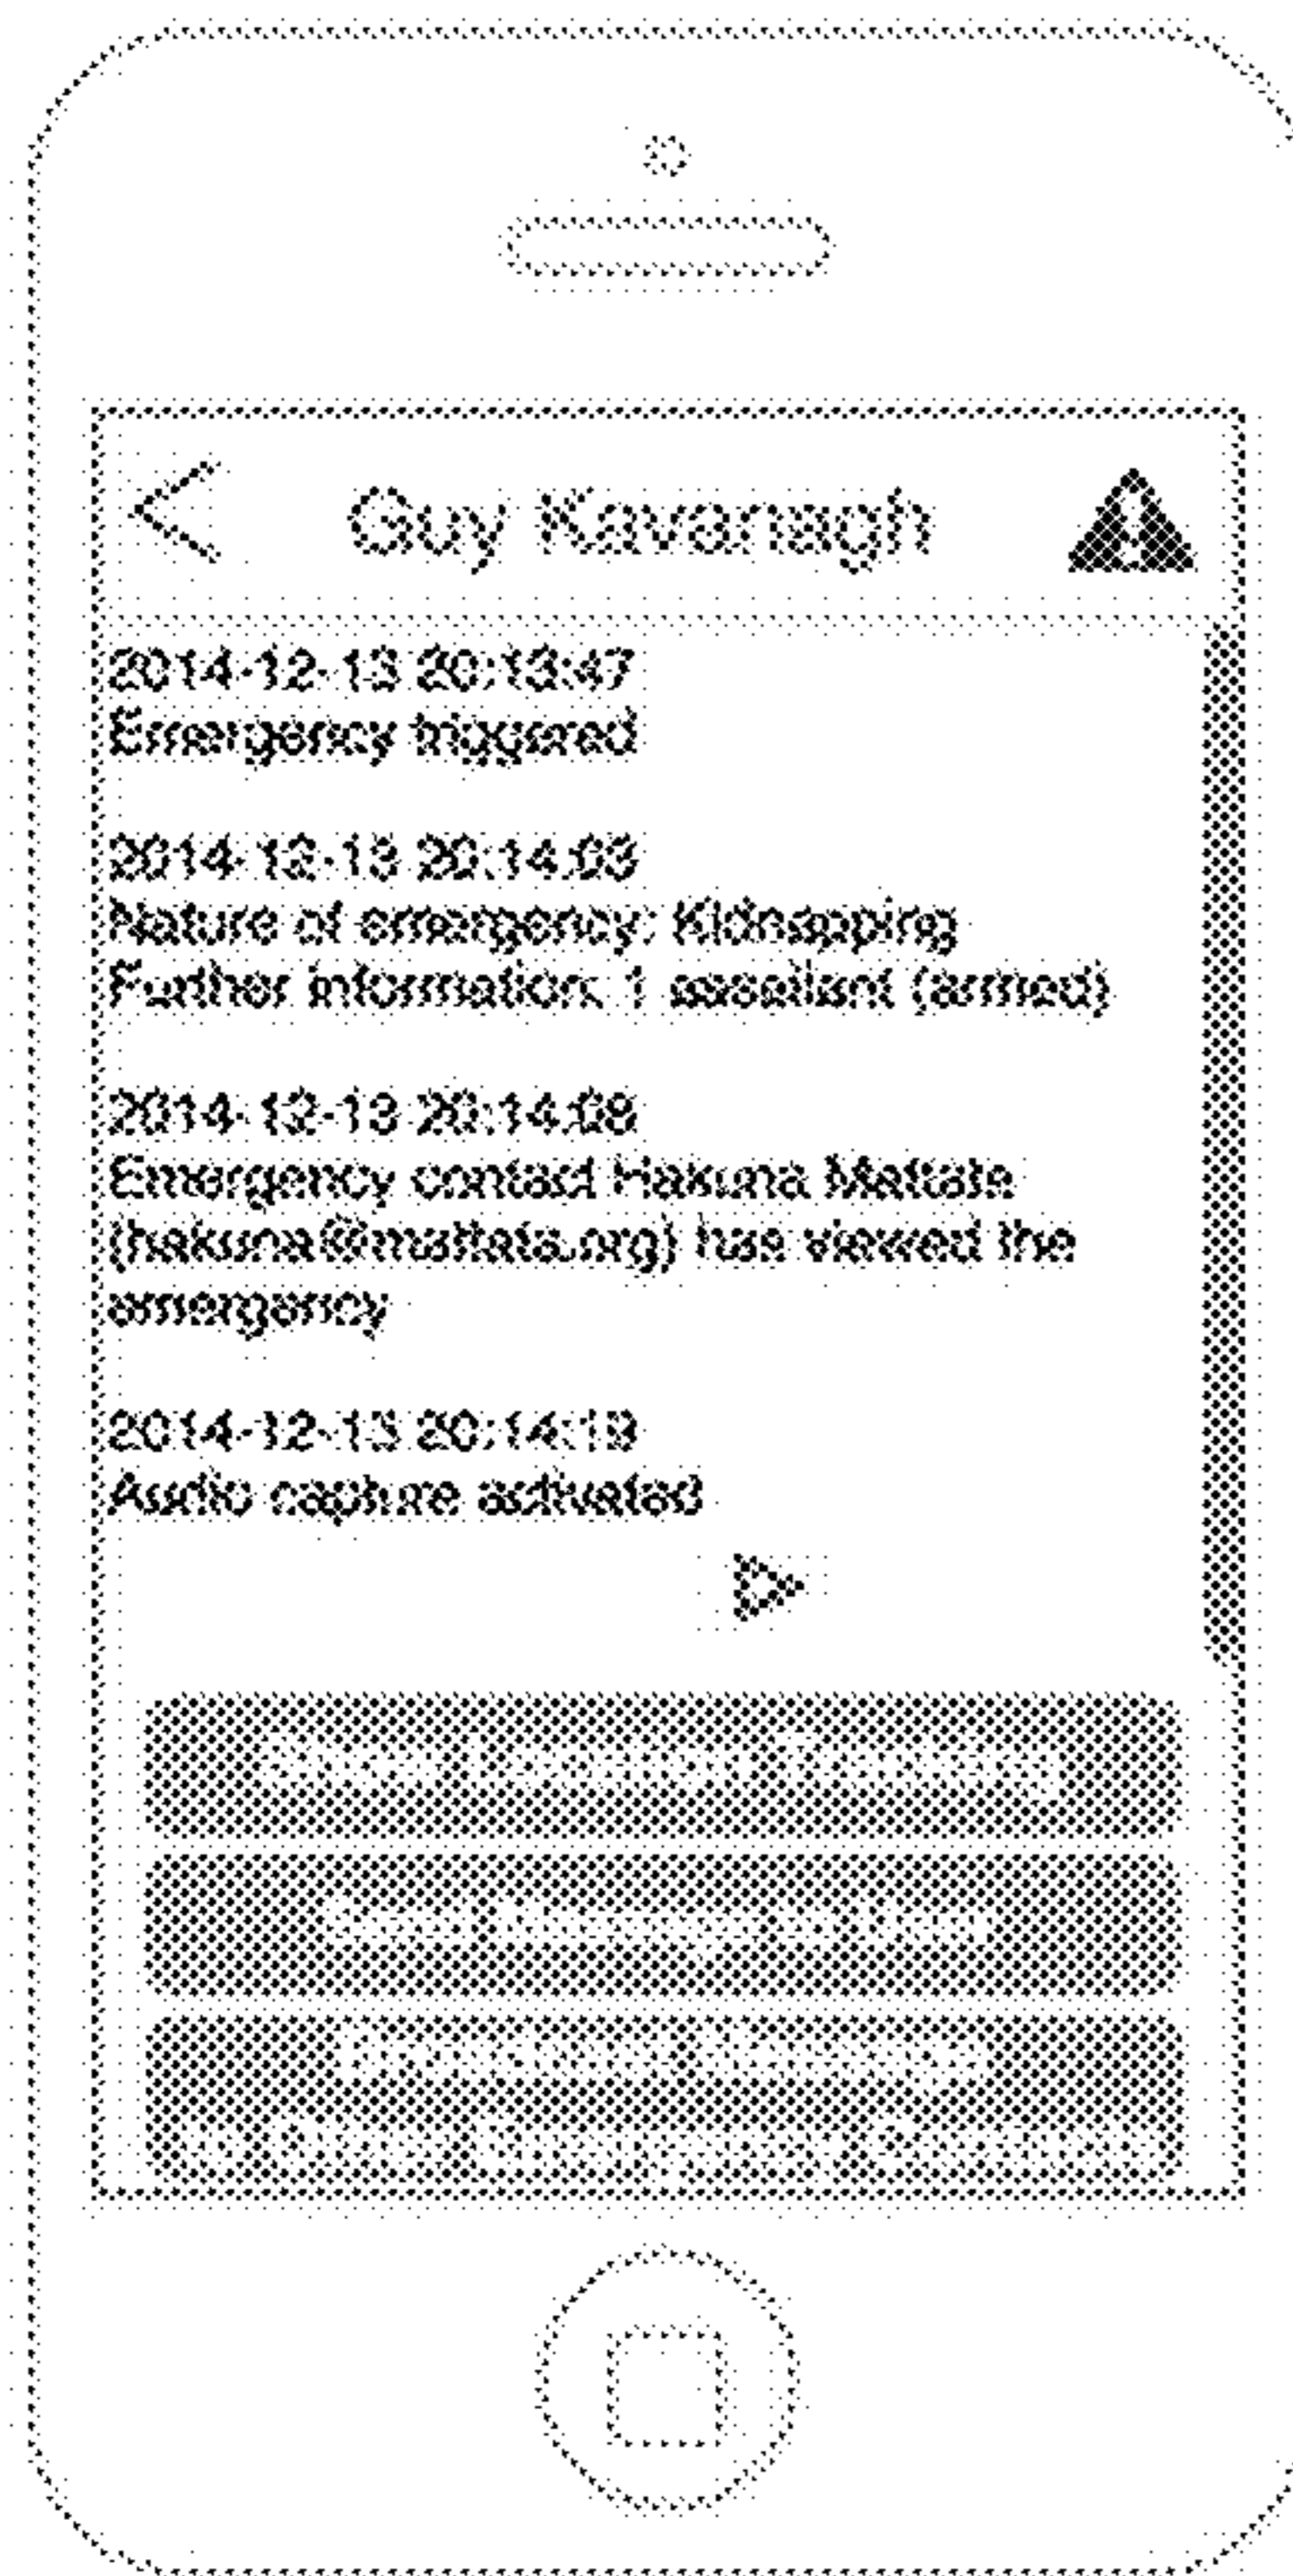 Guy Kavanagh
2014-12-13 20:13:47
Emergency triggered
2014-12-13 20:14:03
Nature of emergency: Kidnapping
Further information: 1 assailant (armed)
2014-12-13 20:14:08
Emergency contact Hakuna Mattate
(hakuna@mattata.org) has viewed the
emergency
2014-12-13 20:14:19
Audio capture activated